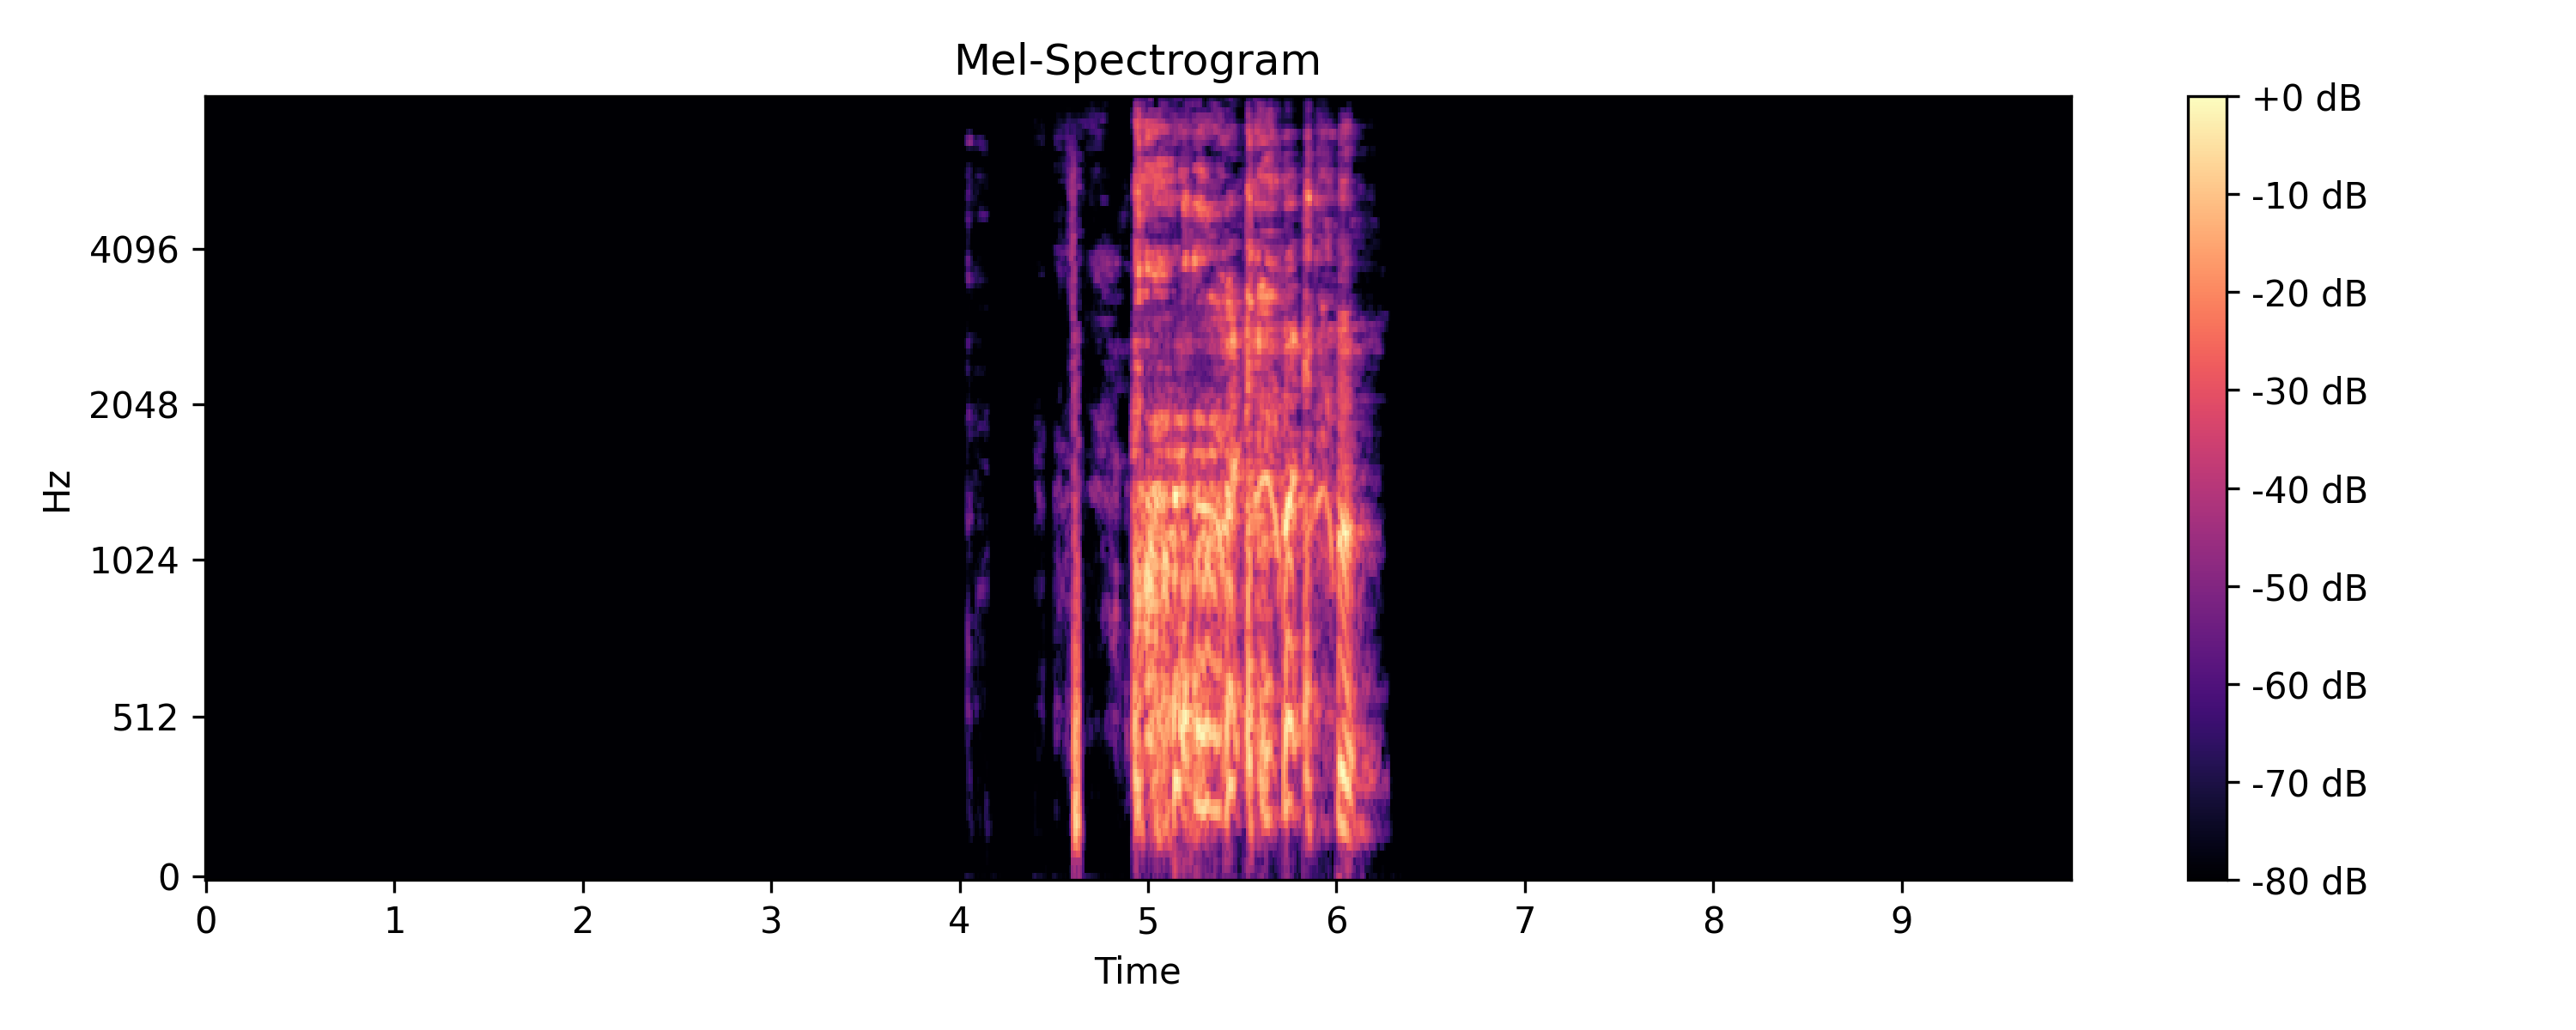 Mel-Spectrogram
+0 dB
-10 dB
-20 dB
-30 dB
-40 dB
-50 dB
-60 dB
-70 dB
-80 dB
4096
2048
1024
512
0
Hz
0 1 2 3 4 5 6 7 8 9
Time